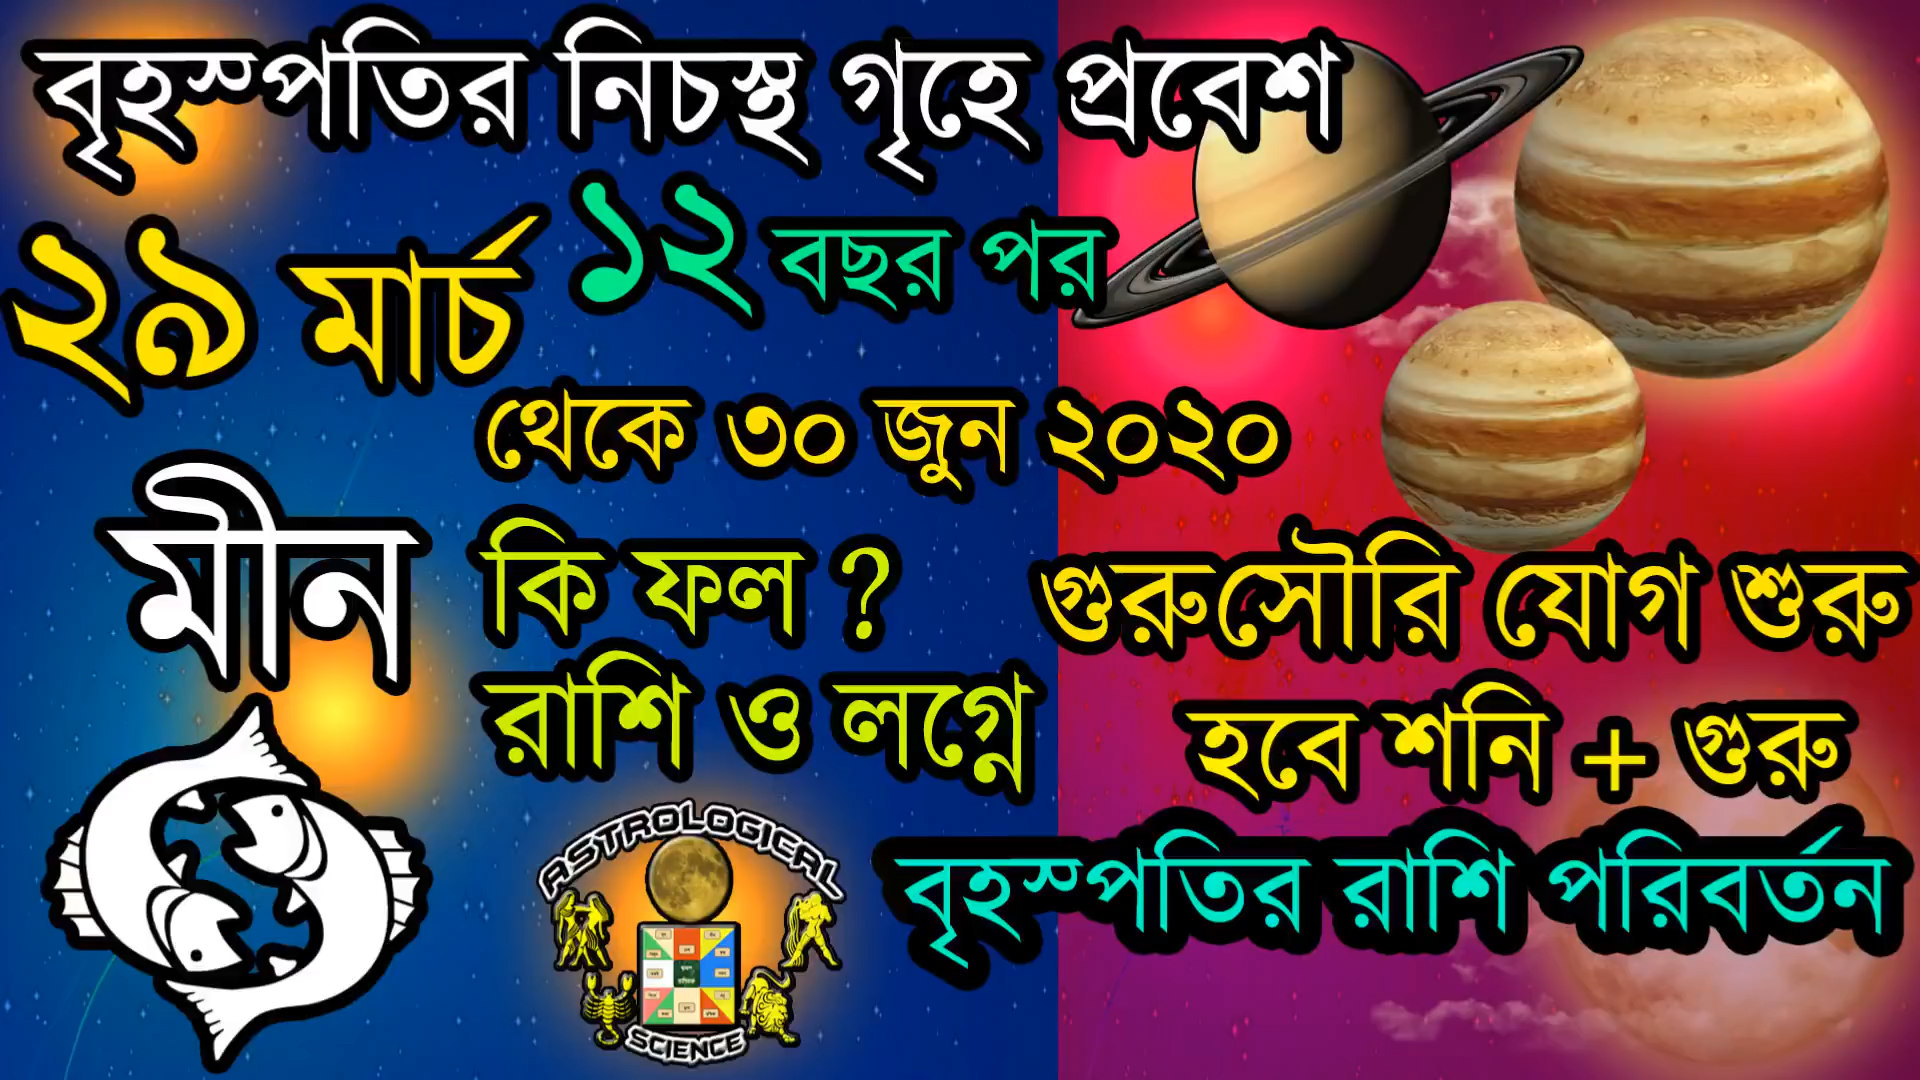 বৃহস্পতির নিচস্থ গৃহে প্রবেশ
২৯ মার্চ ১২ বছর পর
থেকে ৩০ জুন ২০২০
মীন
কি ফল ?
রাশি ও লগ্নে
গুরুসৌরি যোগ শুরু
হবে শনি + গুরু
বৃহস্পতির রাশি পরিবর্তন
ASTROLOGICAL
SCIENCE